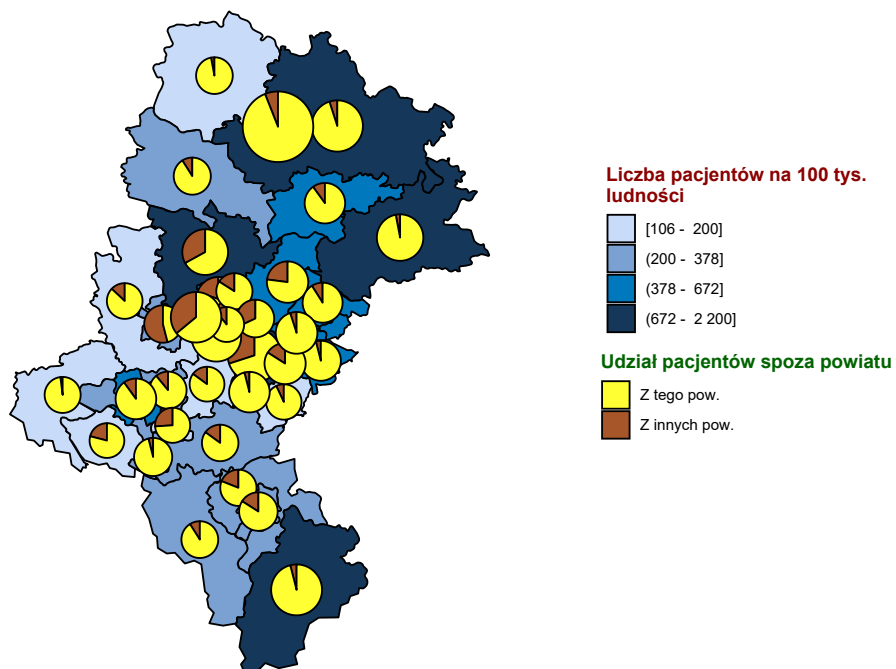 Liczba pacjentów na 100 tys.
ludności
[106 - 200]
(200 - 378]
(378 - 672]
(672 - 2 200]
Udział pacjentów spoza powiatu
Z tego pow.
Z innych pow.